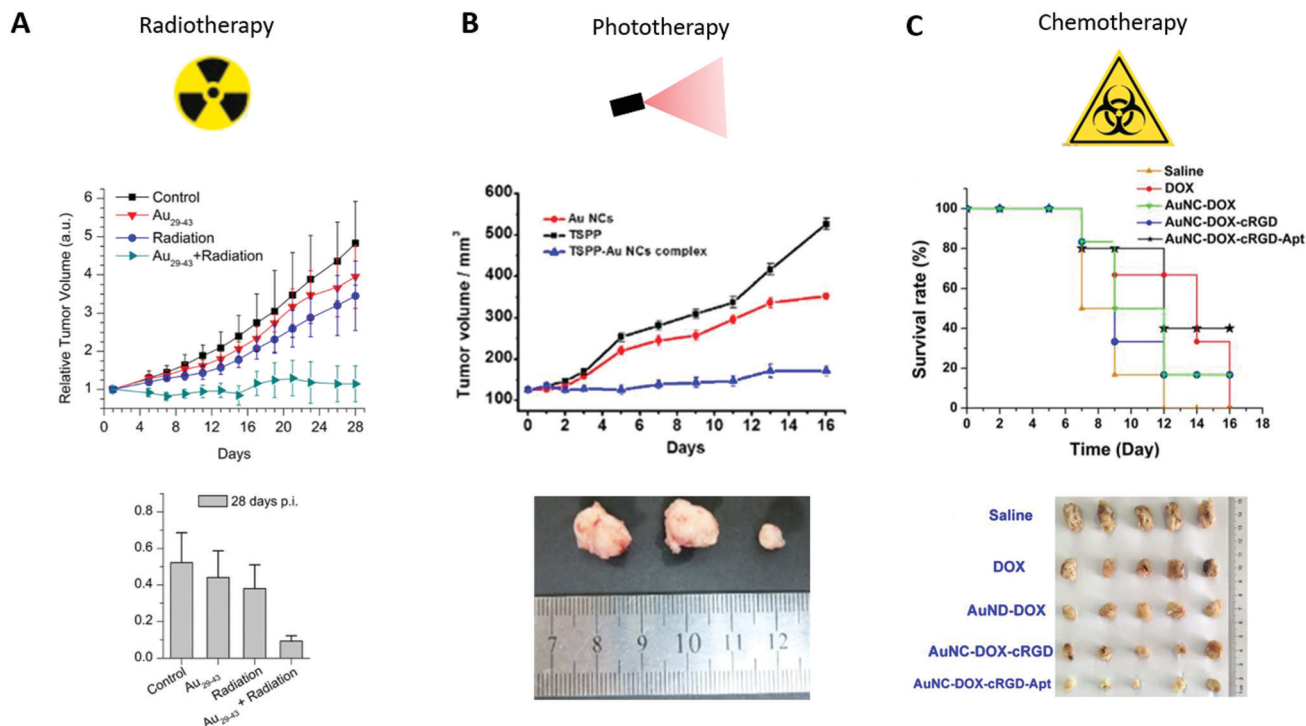 A
Radiotherapy
Control
Au29-43
Radiation
Au29-43+Radiation
Relative Tumor Volume (a.u.)
6
5
4
3
2
1
0 4 8 12 16 20 24 28
Days
28 days p.i.
0.8
0.6
0.4
0.2
0.0
Control
Au29-43
Radiation
Au29-43 + Radiation
B
Phototherapy
Au NCs
TSPP
TSPP-Au NCs complex
Tumor volume / mm3
600
500
400
300
200
100
0 2 4 6 8 10 12 14 16
Days
7 8 9 10 11 12
C
Chemotherapy
Saline
DOX
AuNC-DOX
AuNC-DOX-cRGD
AuNC-DOX-cRGD-Apt
Survival rate (%)
100
80
60
40
20
0
0 2 4 6 8 10 12 14 16 18
Time (Day)
Saline
DOX
AuND-DOX
AuNC-DOX-cRGD
AuNC-DOX-cRGD-Apt